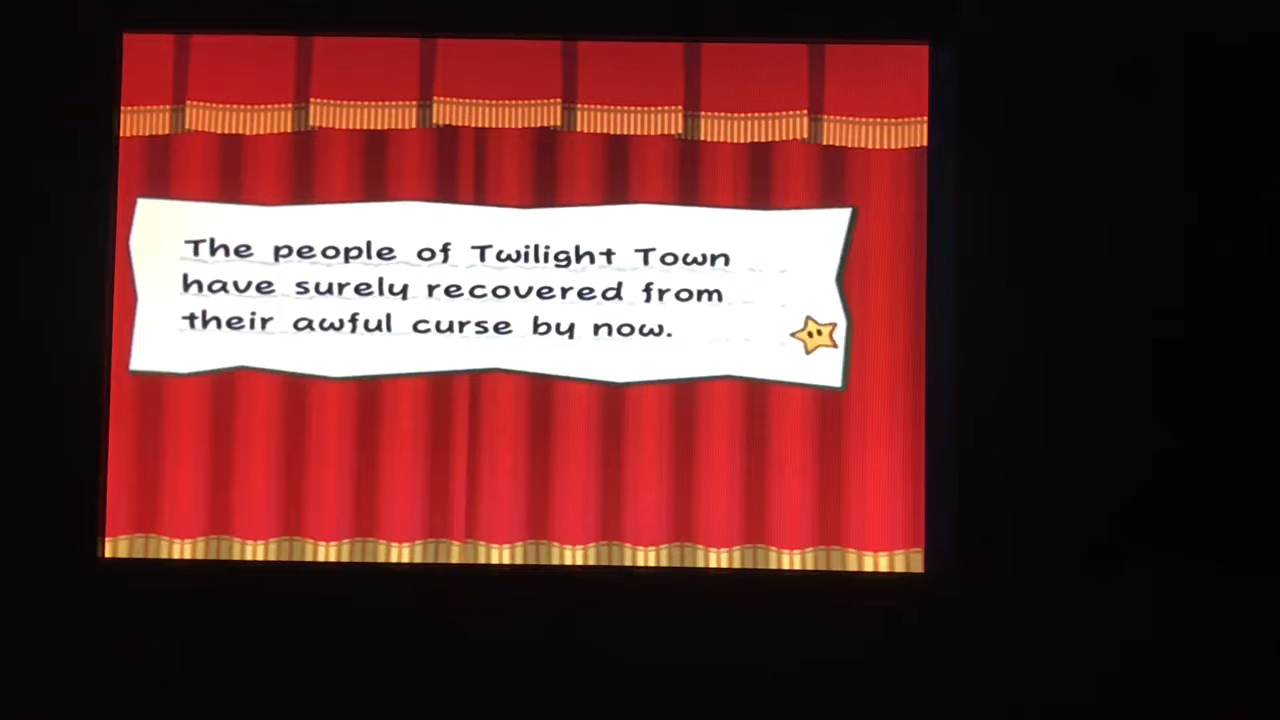 The people of Twilight Town
have surely recovered from
their awful curse by now.